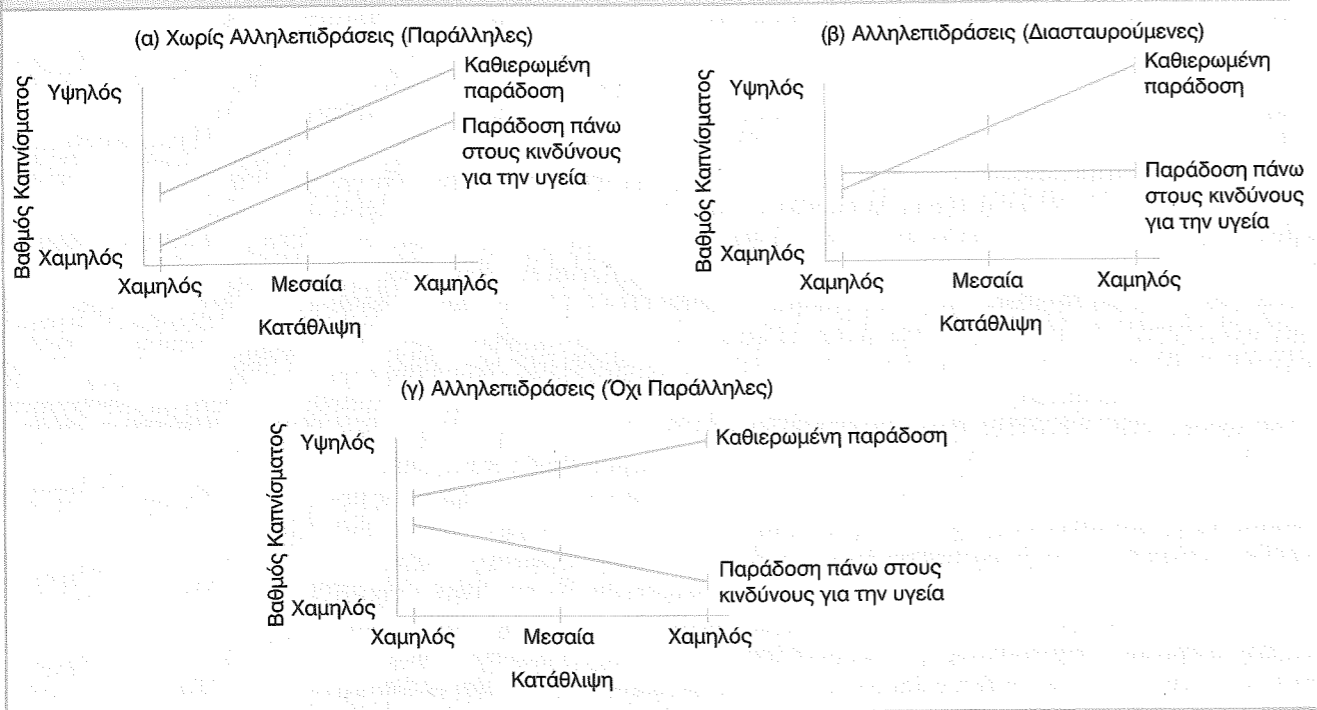 (α) Χωρίς Αλληλεπιδράσεις (Παράλληλες)
Βαθμός Καπνίσματος
Υψηλός
Χαμηλός
Καθιερωμένη
παράδοση
Παράδοση πάνω
στους κινδύνους
για την υγεία
Χαμηλός Μεσαία Χαμηλός
Κατάθλιψη
(β) Αλληλεπιδράσεις (Διασταυρούμενες)
Βαθμός Καπνίσματος
Υψηλός
Χαμηλός
Καθιερωμένη
παράδοση
Παράδοση πάνω
στους κινδύνους
για την υγεία
Χαμηλός Μεσαία Χαμηλός
Κατάθλιψη
(γ) Αλληλεπιδράσεις (Όχι Παράλληλες)
Βαθμός Καπνίσματος
Υψηλός
Χαμηλός
Καθιερωμένη παράδοση
Παράδοση πάνω στους
κινδύνους για την υγεία
Χαμηλός Μεσαία Χαμηλός
Κατάθλιψη